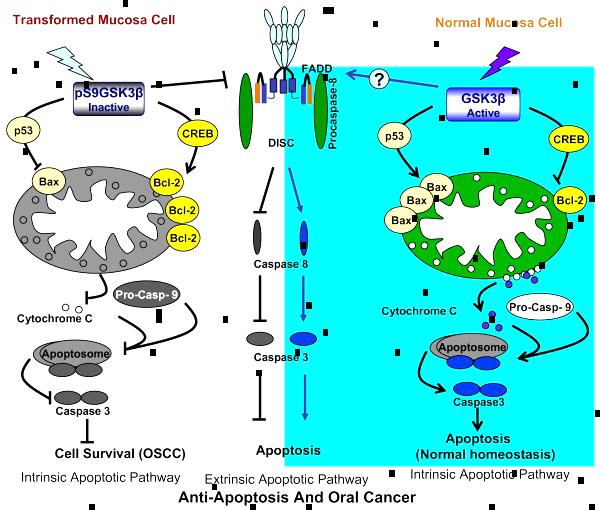 Transformed Mucosa Cell
Normal Mucosa Cell
FADD
?
pS9GSK3β
Inactive
GSK3β
Active
Procaspase-8
p53
CREB
DISC
p53
CREB
Bax
Bcl-2
Bcl-2
Bcl-2
Bax
Bax
Bax
Bcl-2
Caspase 8
Pro-Casp- 9
Cytochrome C
Cytochrome C
Pro-Casp- 9
Apoptosome
Caspase 3
Apoptosome
Caspase 3
Caspase3
Cell Survival (OSCC)
Apoptosis
Apoptosis
(Normal homeostasis)
Intrinsic Apoptotic Pathway
Extrinsic Apoptotic Pathway
Intrinsic Apoptotic Pathway
Anti-Apoptosis And Oral Cancer